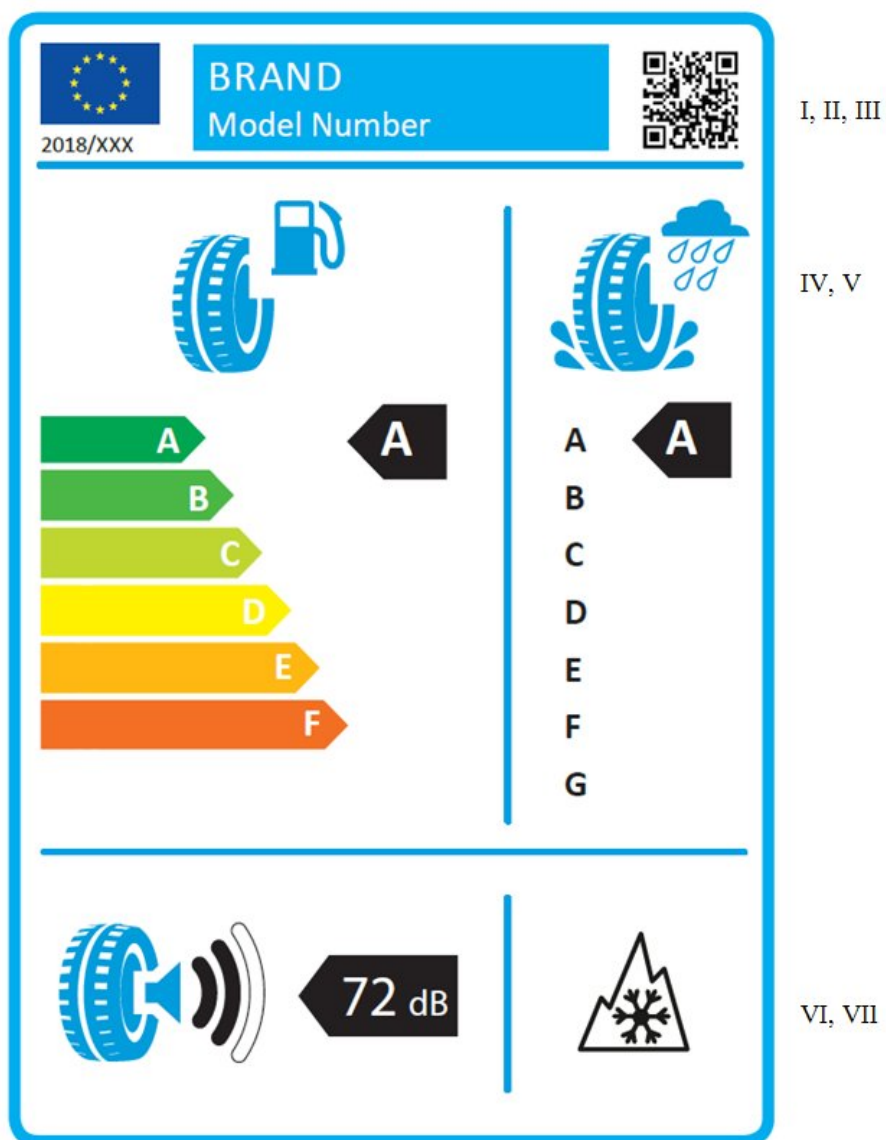 BRAND
Model Number
2018/XXX
I, II, III
IV, V
A
B
C
D
E
F
A
A
B
C
D
E
F
G
A
72 dB
VI, VII